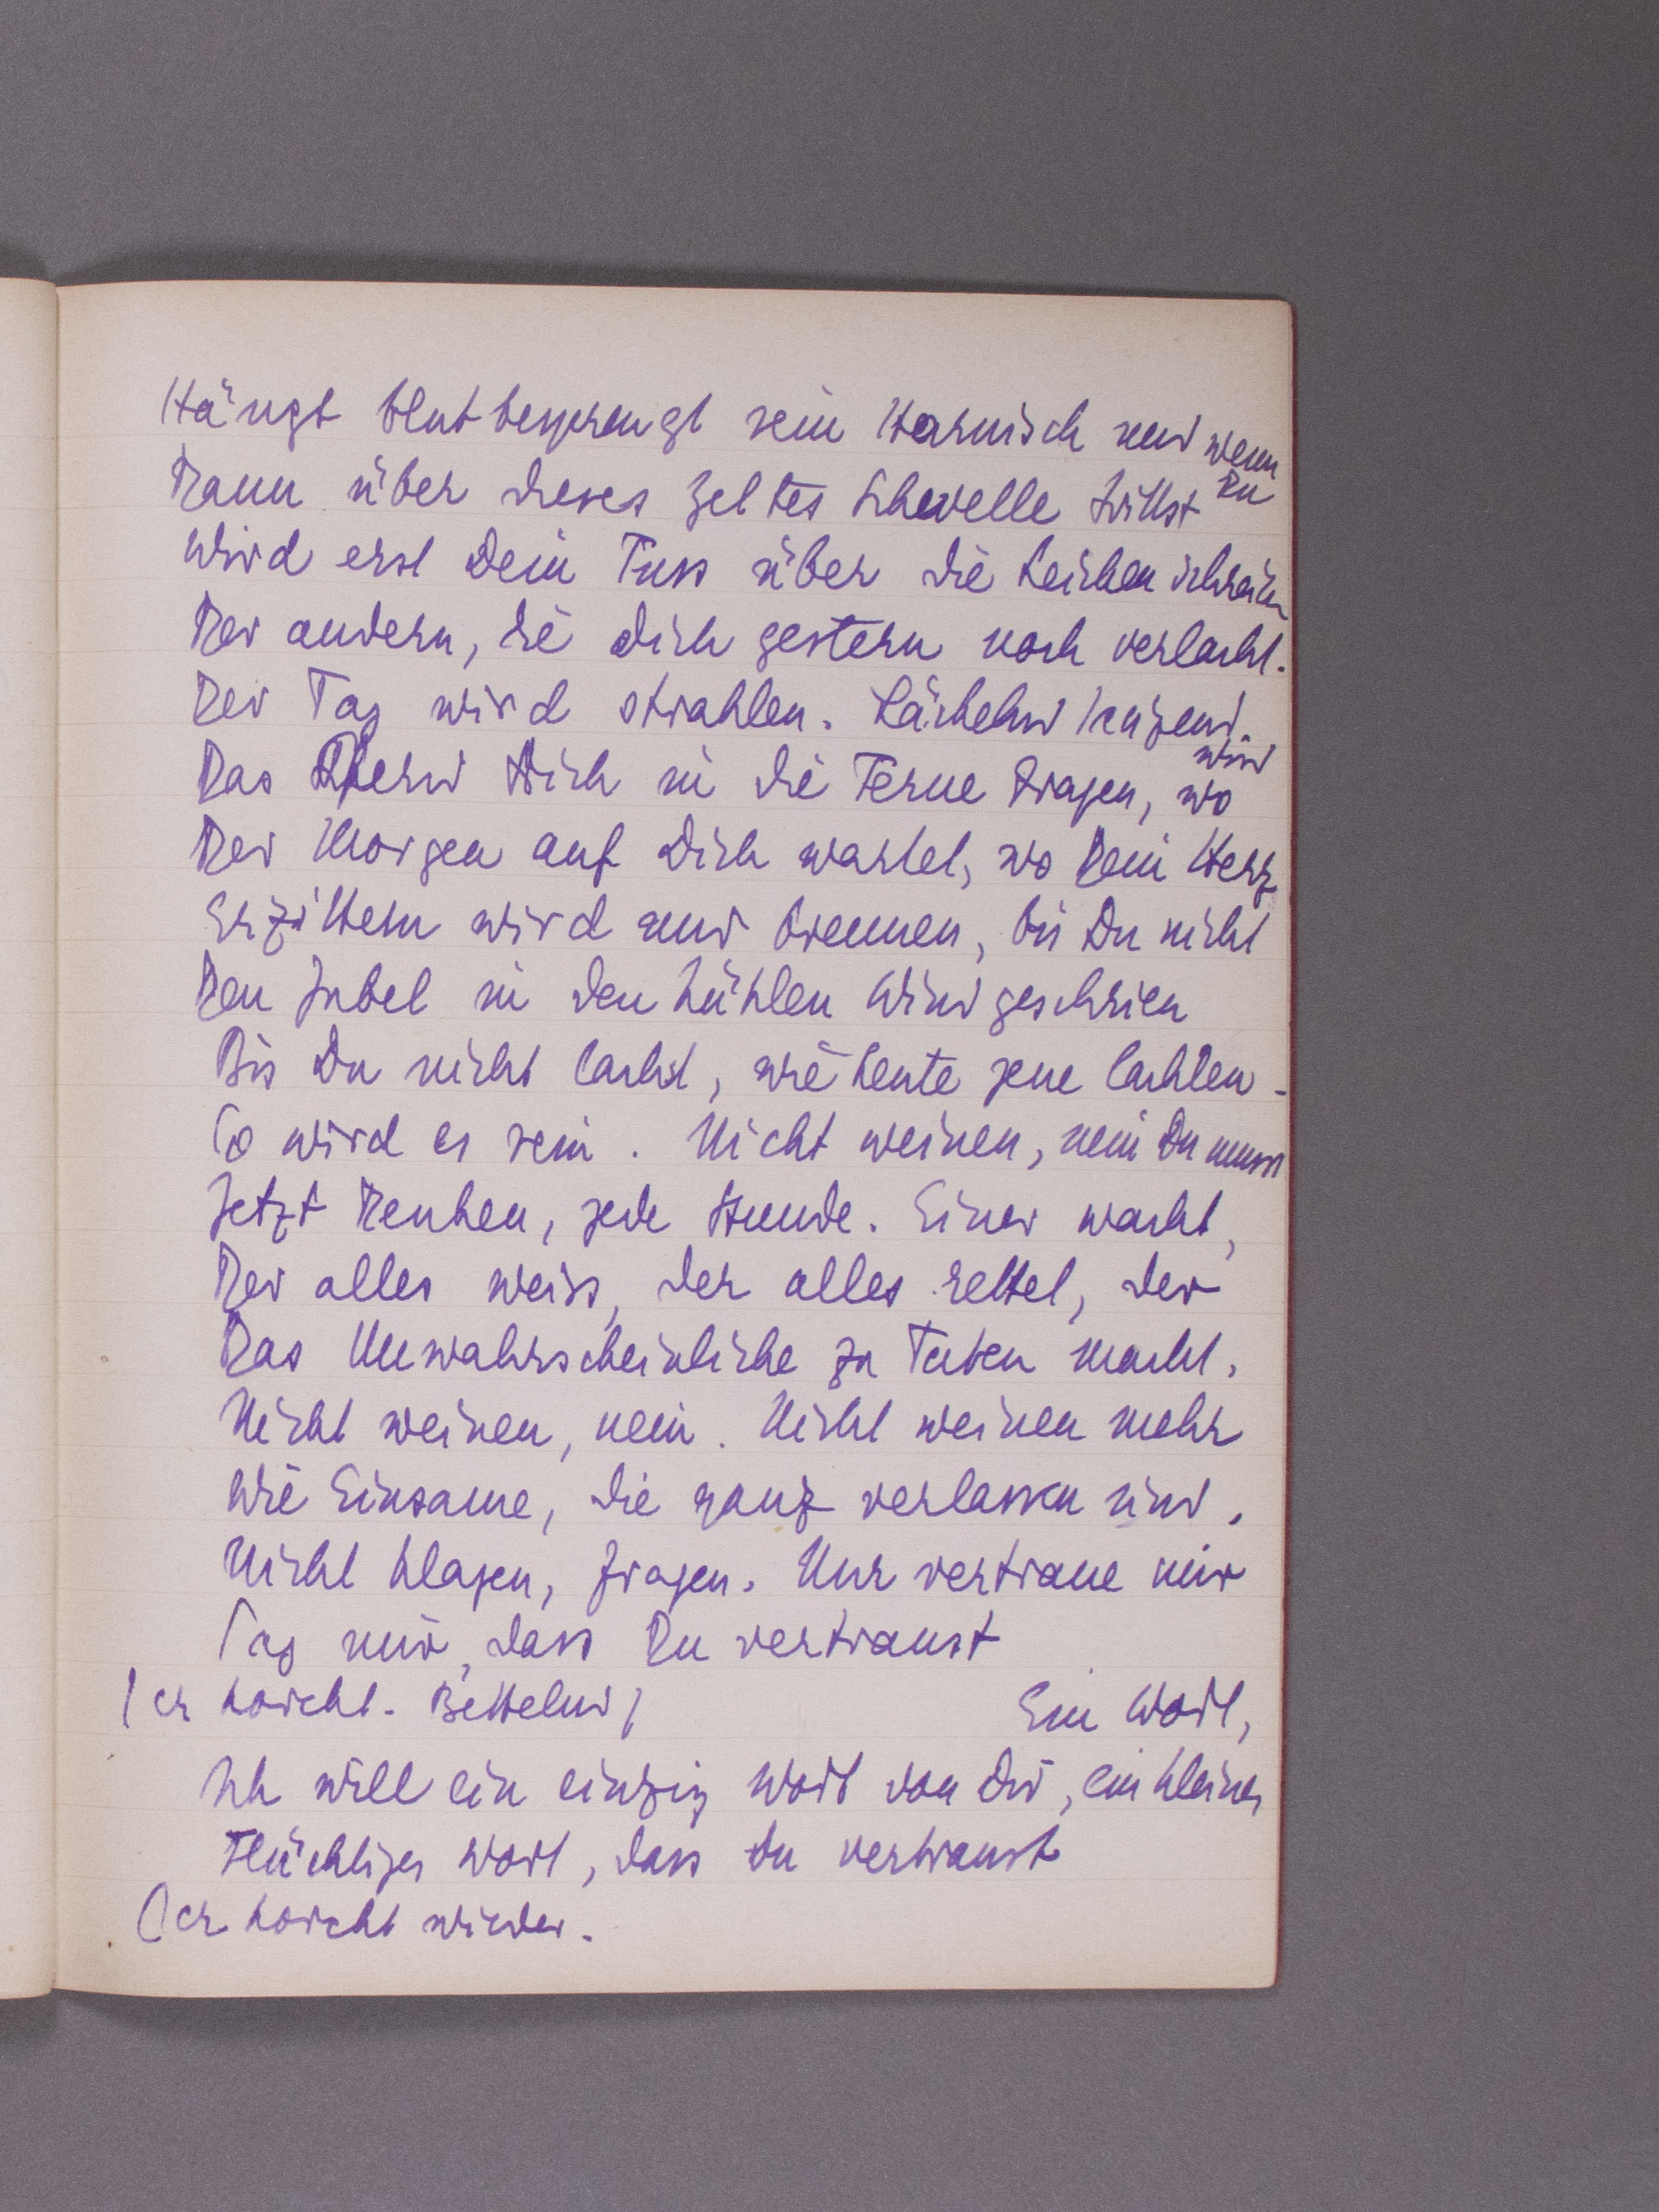 Hängt blutbesprengt sein Harnisch und wenn Du
Dann über dieses Zeltes Schwelle trittst
Wird erst Dein Fuss über die Leichen schreiten
Der andern, die dich gestern noch verlacht.
Der Tag wird strahlen. Lächelnd wird
Das Pferd Dich in die Ferne tragen, wo
Der Morgen auf Dich wartet, wo Dein Herz
Erzittern wird und brennen, bis Du nicht
Den Jubel in den kühlen Wind geschrien
Bis Du nicht lachst, wie heute jene lachten -
So wird es sein. Nicht weinen, nein Du musst
Jetzt Denken, jede Stunde. Einer wacht,
Der alles weiss, der alles rettet, der
Das Unwahrscheinliche zu Taten macht.
Nicht weinen, nein. Nicht weinen mehr
Wie Einsame, die ganz verlassen sind.
Nicht klagen, fragen. Nur vertraue mir
Sag mir, dass Du vertraust
(er horcht. Bettelnd) Ein Wort,
Ich will ein einzig Wort von Dir, ein kleines
Flüchtiges Wort, dass Du vertraust
(er horcht wieder.